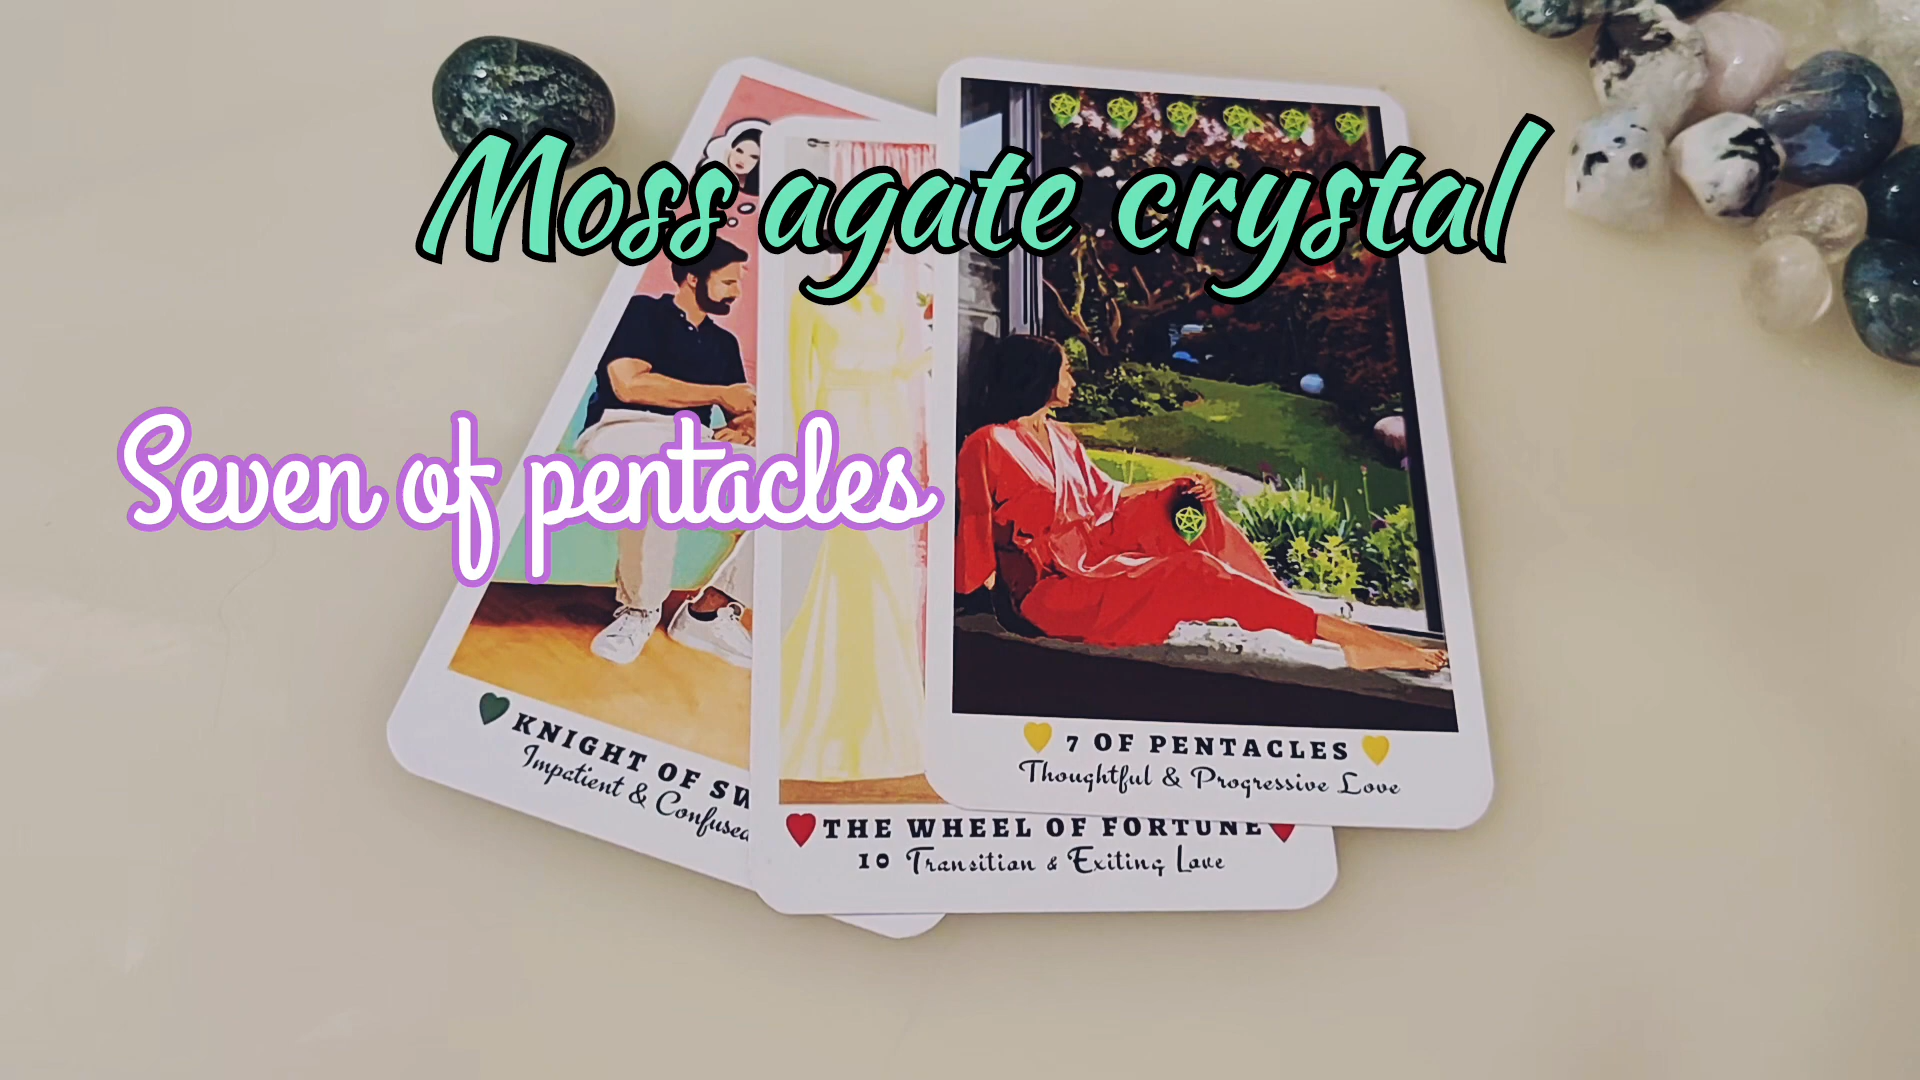 Moss agate crystal
Seven of pentacles
KNIGHT OF
Impatient & Confused
THE WHEEL OF FORTUNE
10 Transition & Exiting Love
7 OF PENTACLES
Thoughtful & Progressive Love